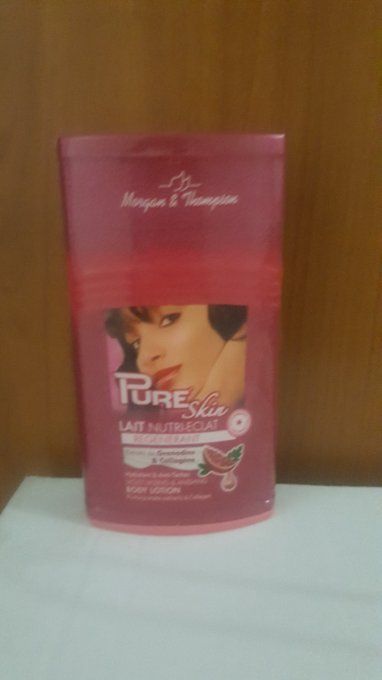 Morgan & Thompson
PURE
Skin
LAIT NUTRI-ECLAT
REGENERANT
Grenadine
& Collagène
BODY LOTION